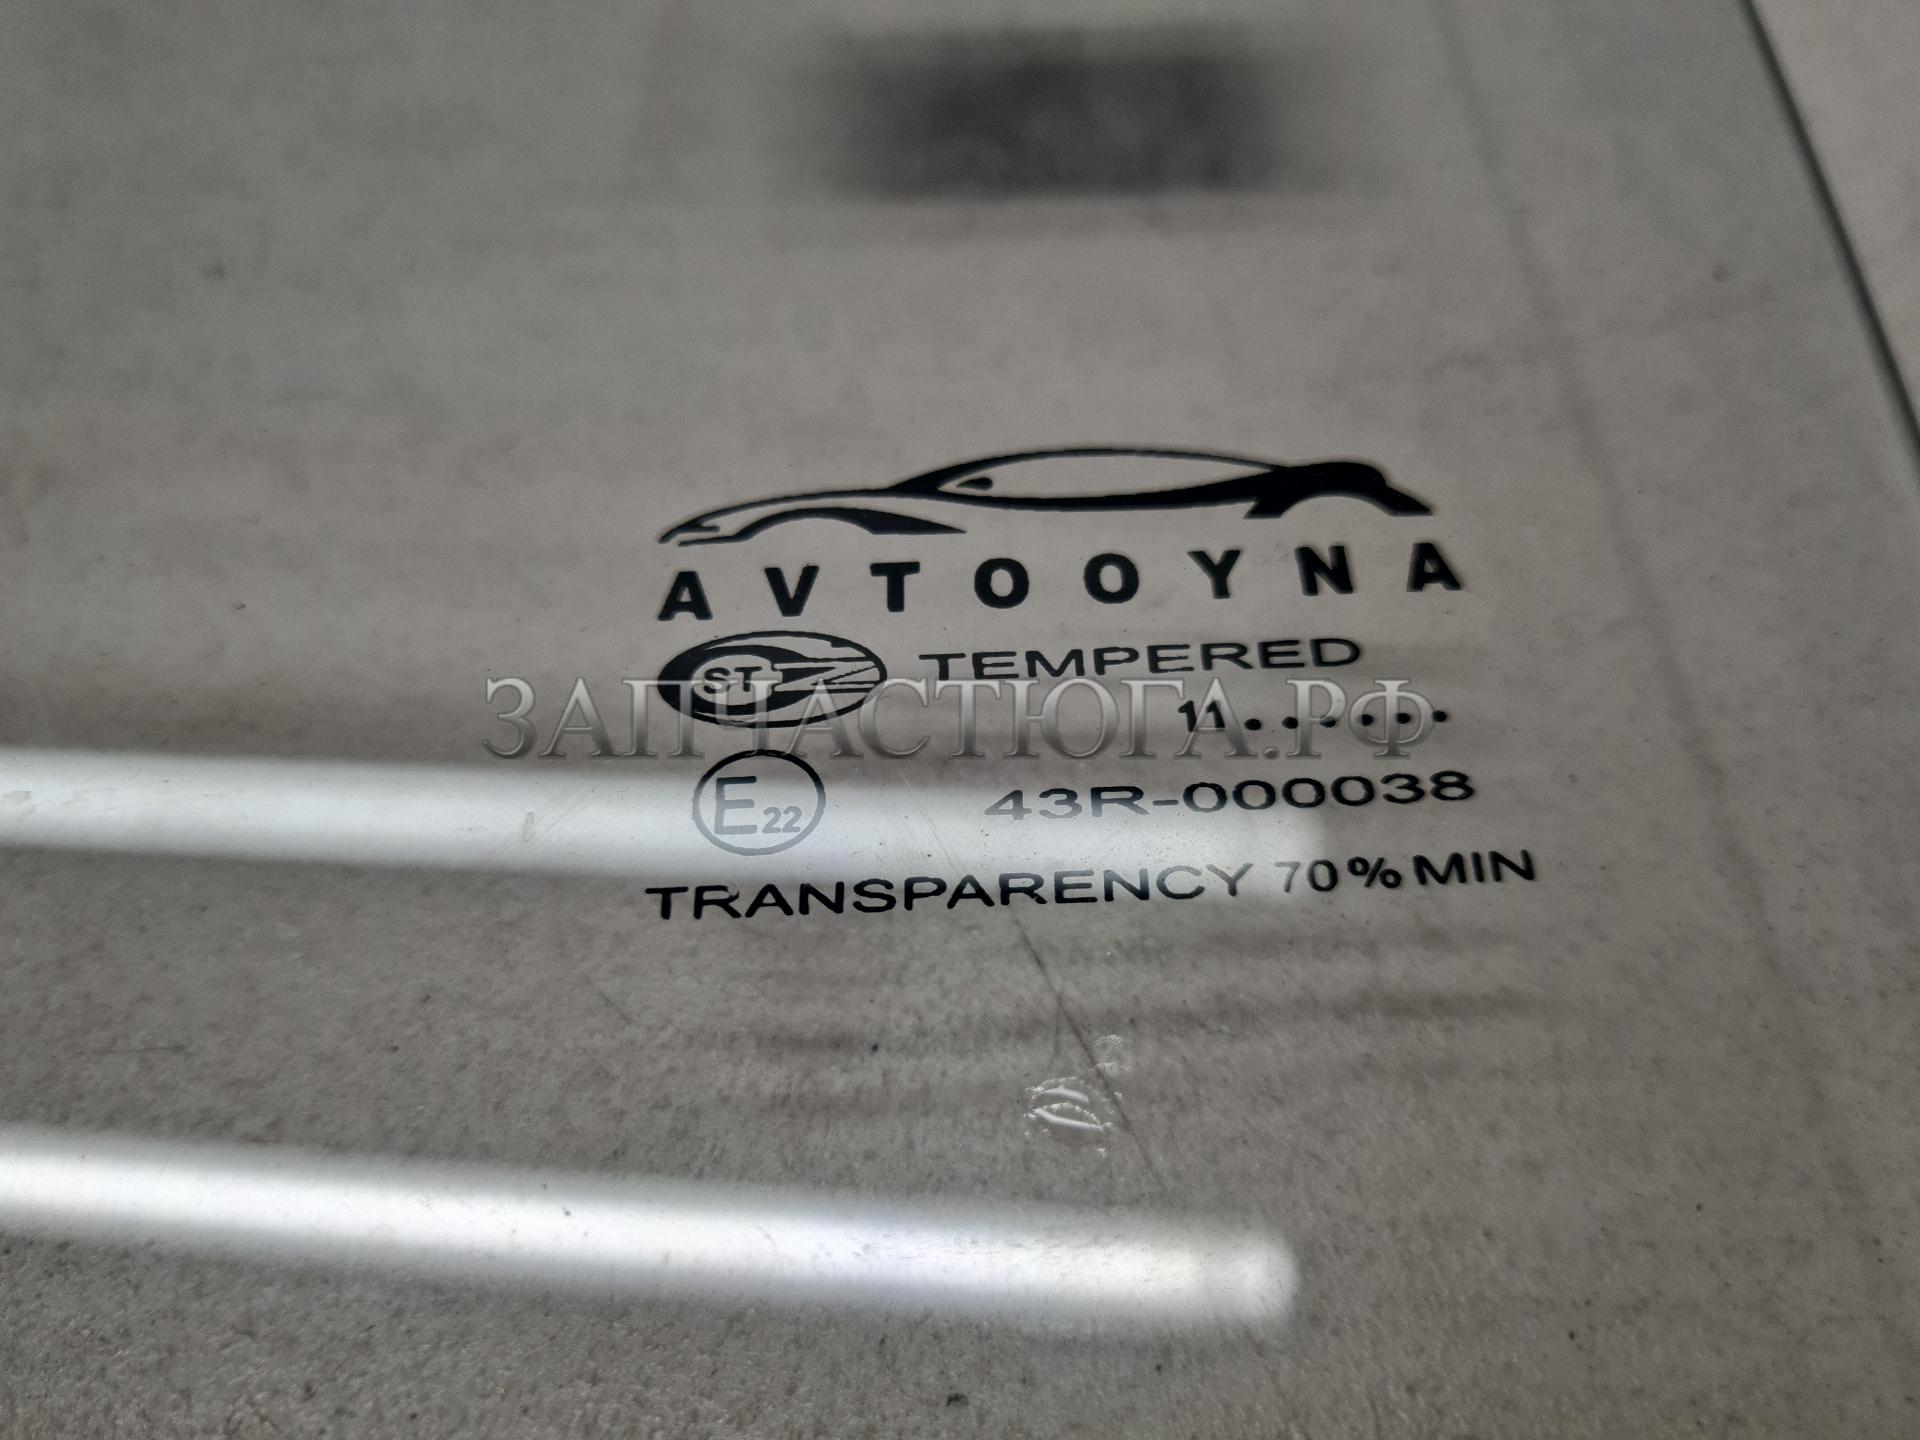 AVTOOYNA
ST TEMPERED
ЗАПЧАСТЮГА.РФ
11.......
E22 43R-000038
TRANSPARENCY 70% MIN